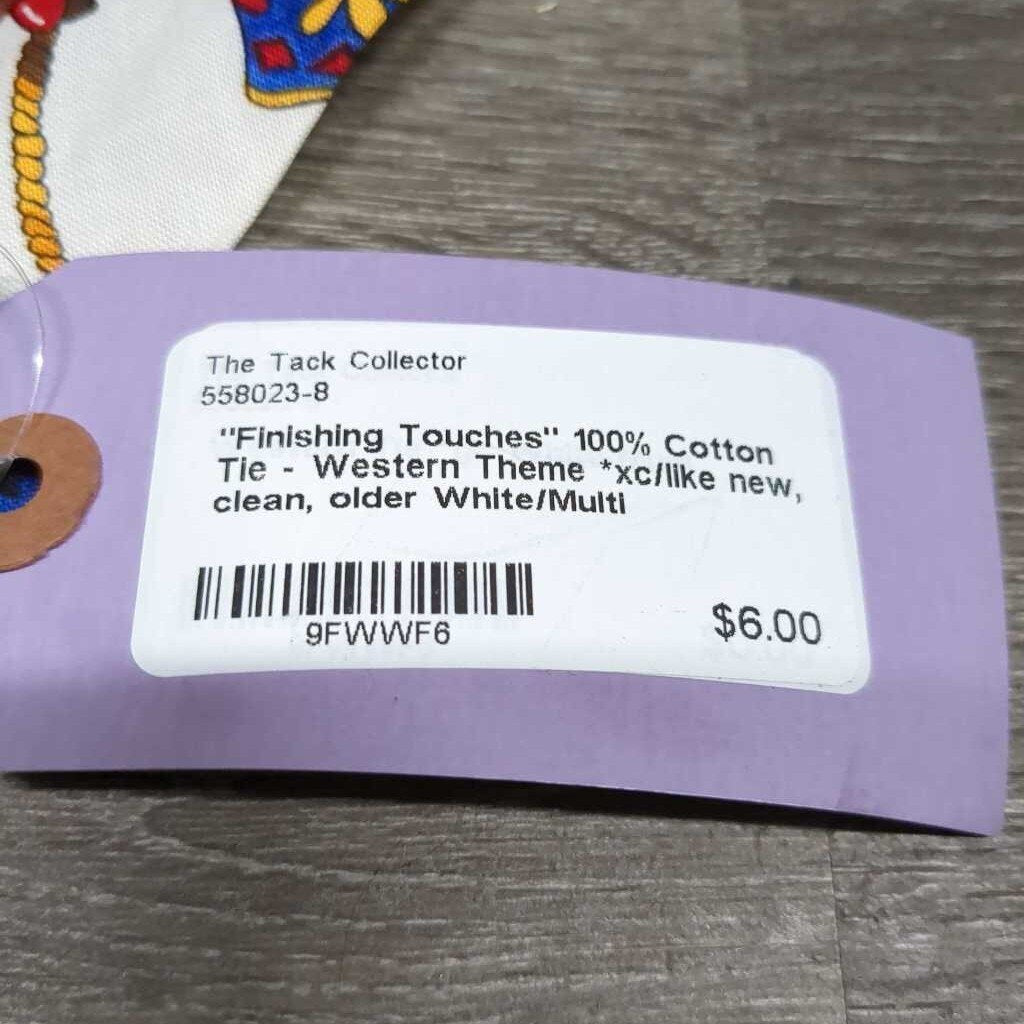 The Tack Collector
558023-8
"Finishing Touches" 100% Cotton
Tie - Western Theme *xc/like new,
clean, older White/Multi
9FWWF6
$6.00